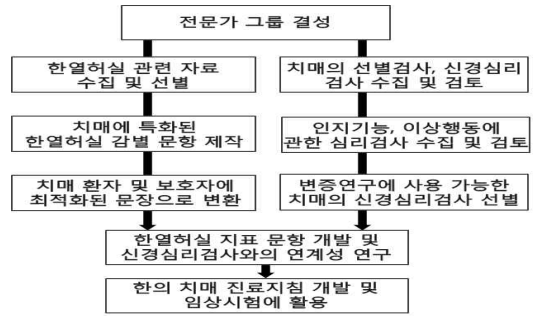 전문가 그룹 결성
한열허실 관련 자료
수집 및 선별
치매의 선별검사, 신경심리
검사 수집 및 검토
치매에 특화된
한열허실 감별 문항 제작
인지기능, 이상행동에
관한 심리검사 수집 및 검토
치매 환자 및 보호자에
최적화된 문장으로 변환
변증연구에 사용 가능한
치매의 신경심리검사 선별
한열허실 지표 문항 개발 및
신경심리검사와의 연계성 연구
한의 치매 진료지침 개발 및
임상시험에 활용